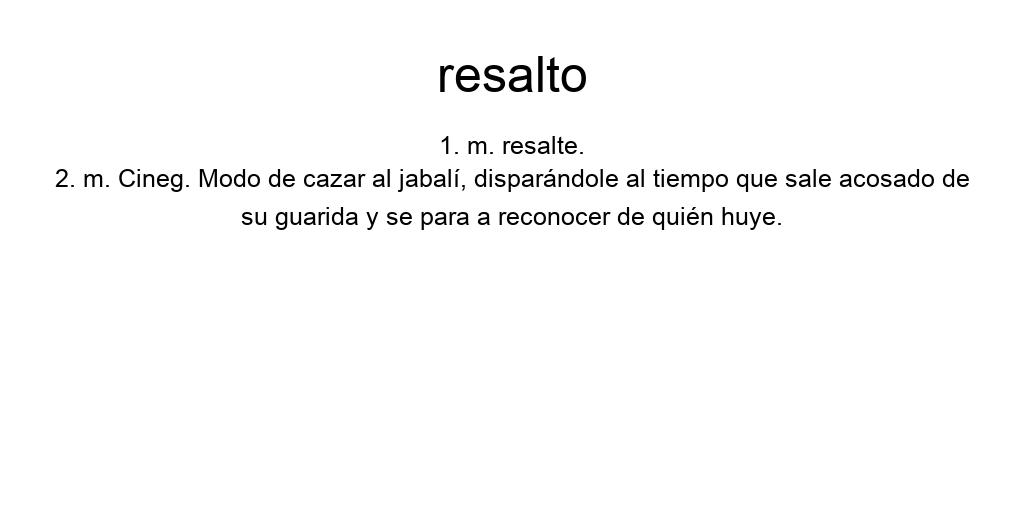 resalto
1. m. resalte.
2. m. Cineg. Modo de cazar al jabalí, disparándole al tiempo que sale acosado de
su guarida y se para a reconocer de quién huye.